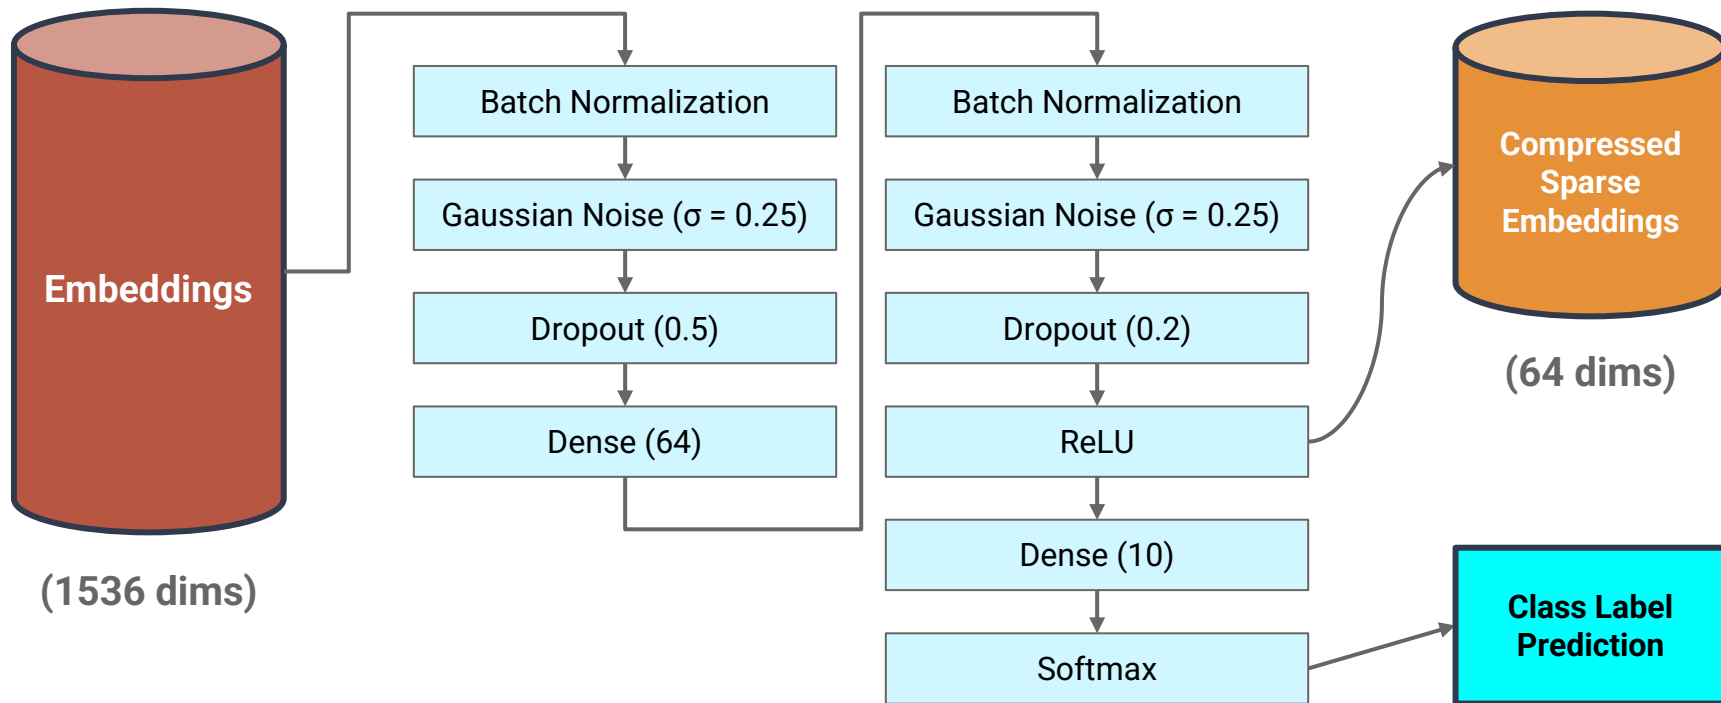 Embeddings
(1536 dims)
Batch Normalization
Gaussian Noise (σ = 0.25)
Dropout (0.5)
Dense (64)
Batch Normalization
Gaussian Noise (σ = 0.25)
Dropout (0.2)
ReLU
Dense (10)
Softmax
Compressed
Sparse
Embeddings
(64 dims)
Class Label
Prediction